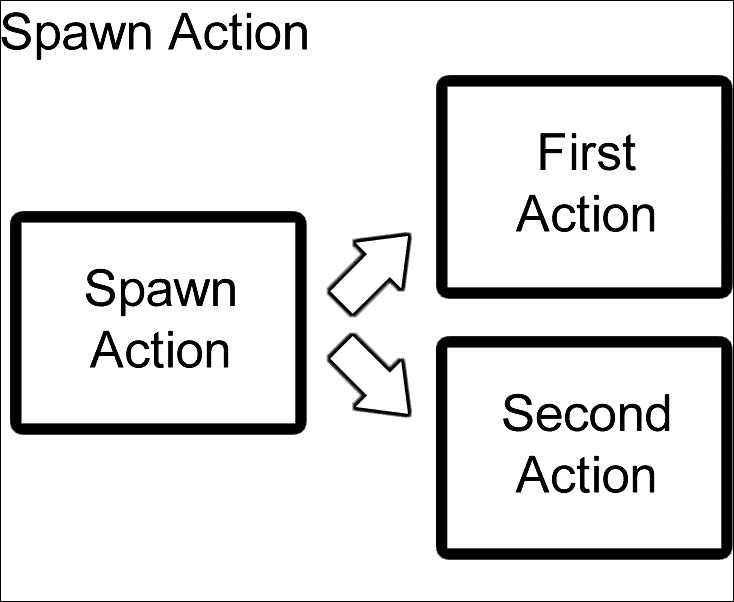 Spawn Action
First
Action
Spawn
Action
Second
Action